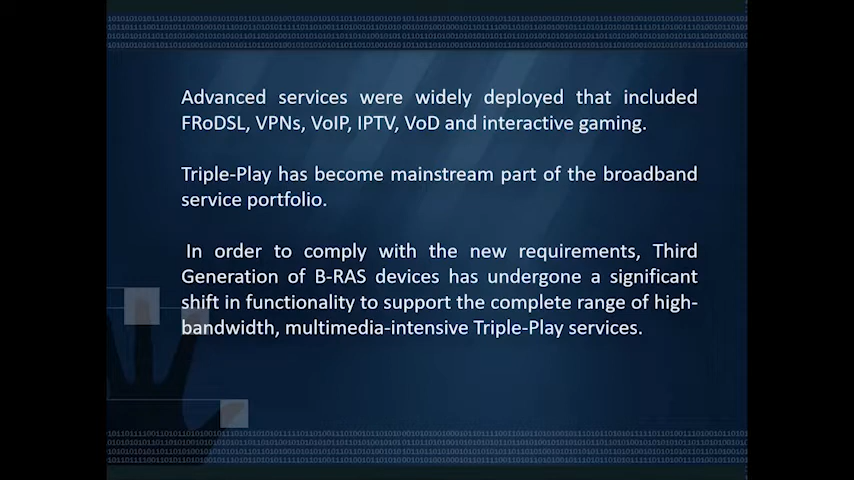 Advanced services were widely deployed that included
FRoDSL, VPNs, VoIP, IPTV, VoD and interactive gaming.
Triple-Play has become mainstream part of the broadband
service portfolio.
In order to comply with the new requirements, Third
Generation of B-RAS devices has undergone a significant
shift in functionality to support the complete range of high-
bandwidth, multimedia-intensive Triple-Play services.